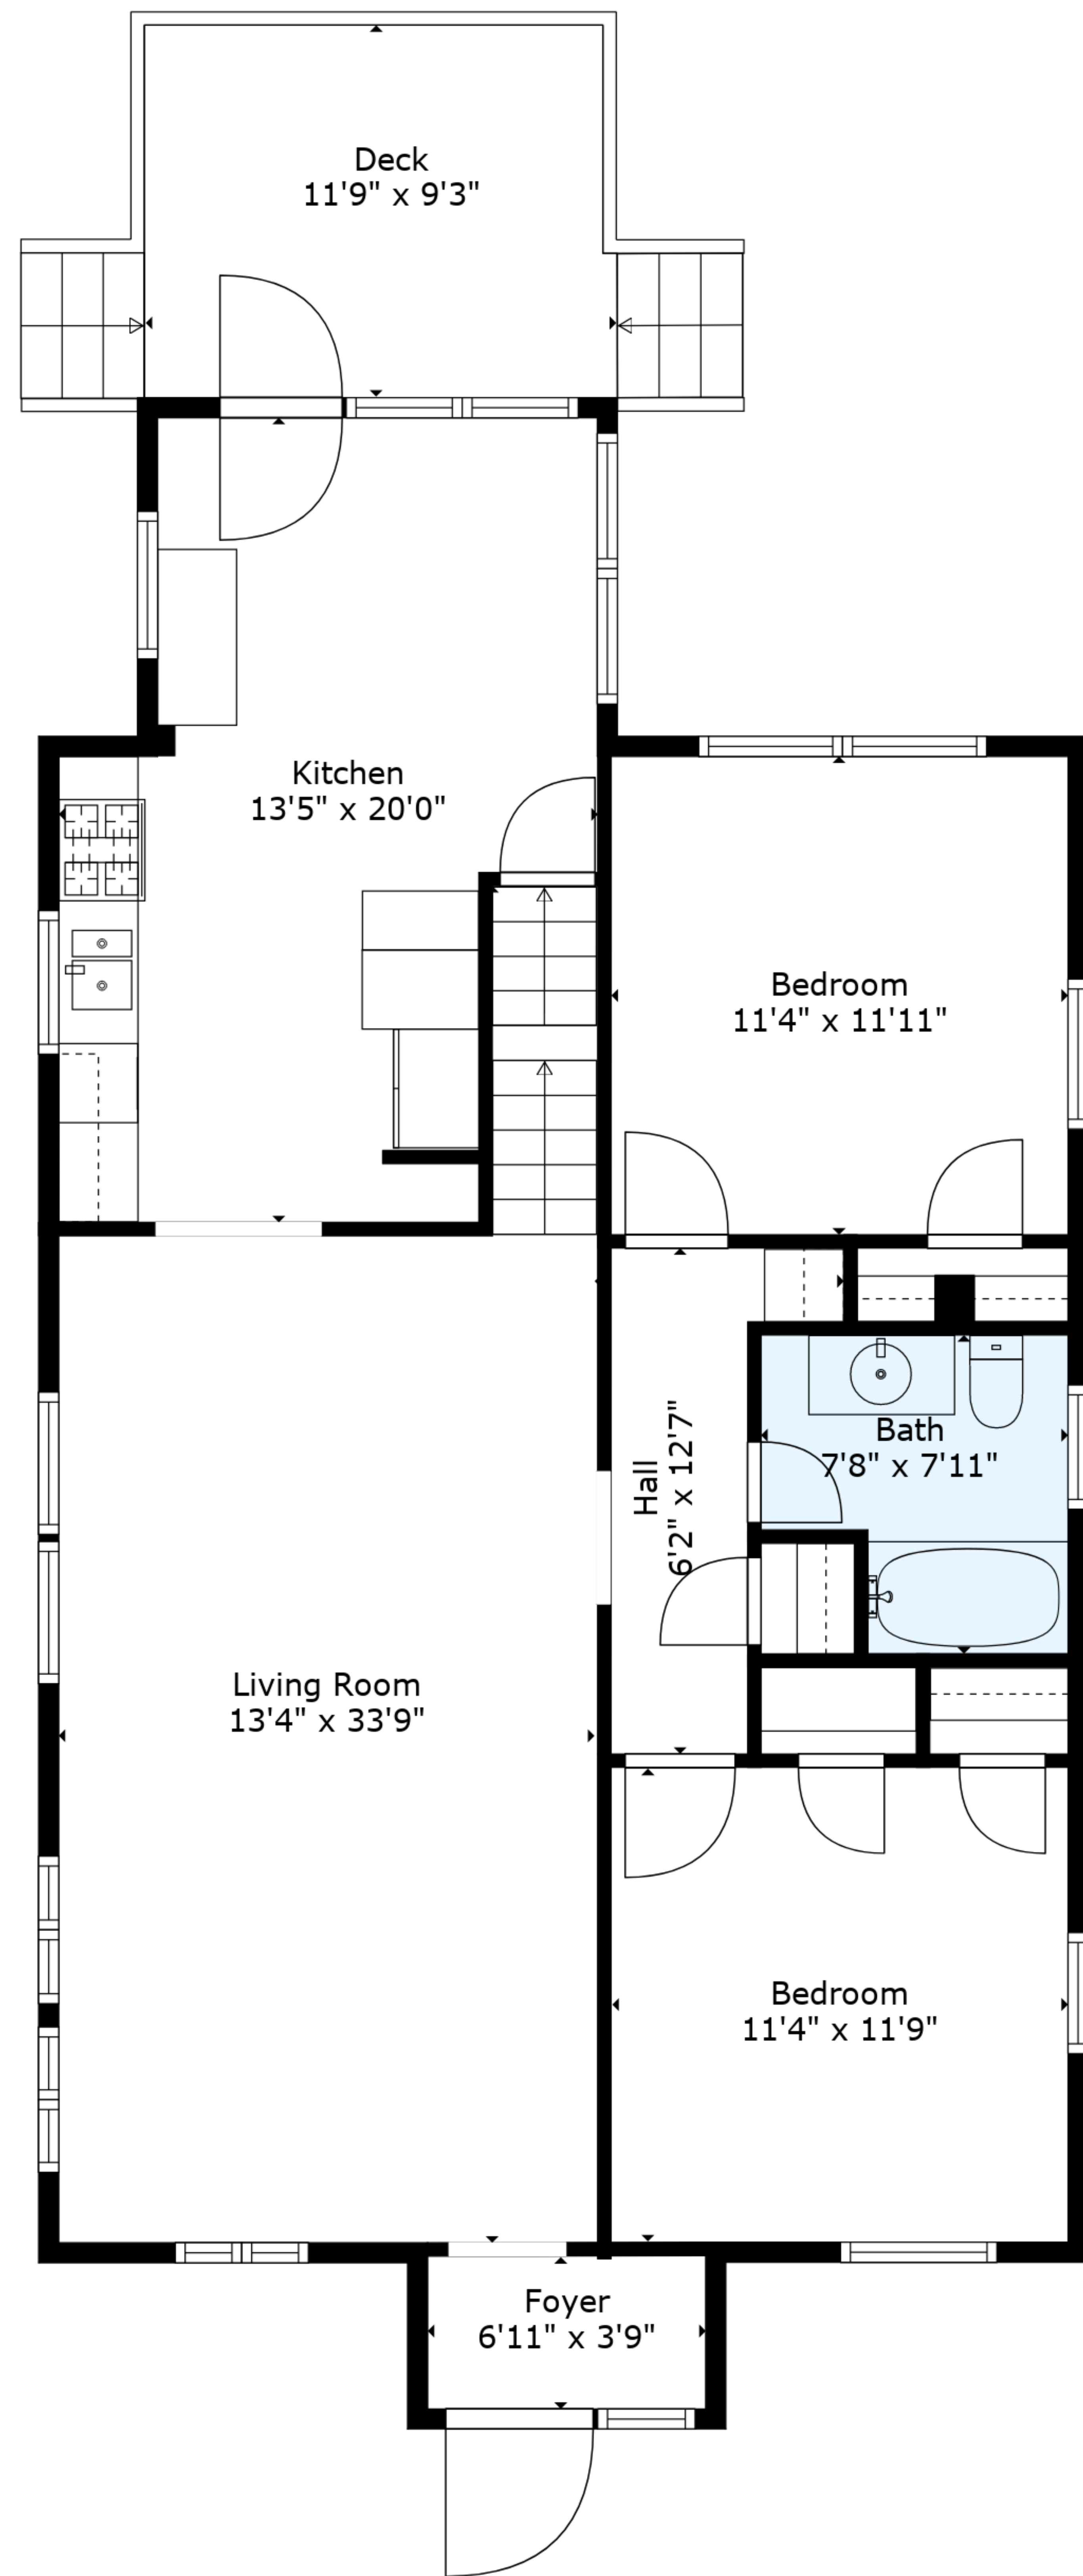 Deck
11'9" x 9'3"
Kitchen
13'5" x 20'0"
Bedroom
11'4" x 11'11"
Bath
7'8" x 7'11"
Hall
6'2" x 12'7"
Living Room
13'4" x 33'9"
Bedroom
11'4" x 11'9"
Foyer
6'11" x 3'9"